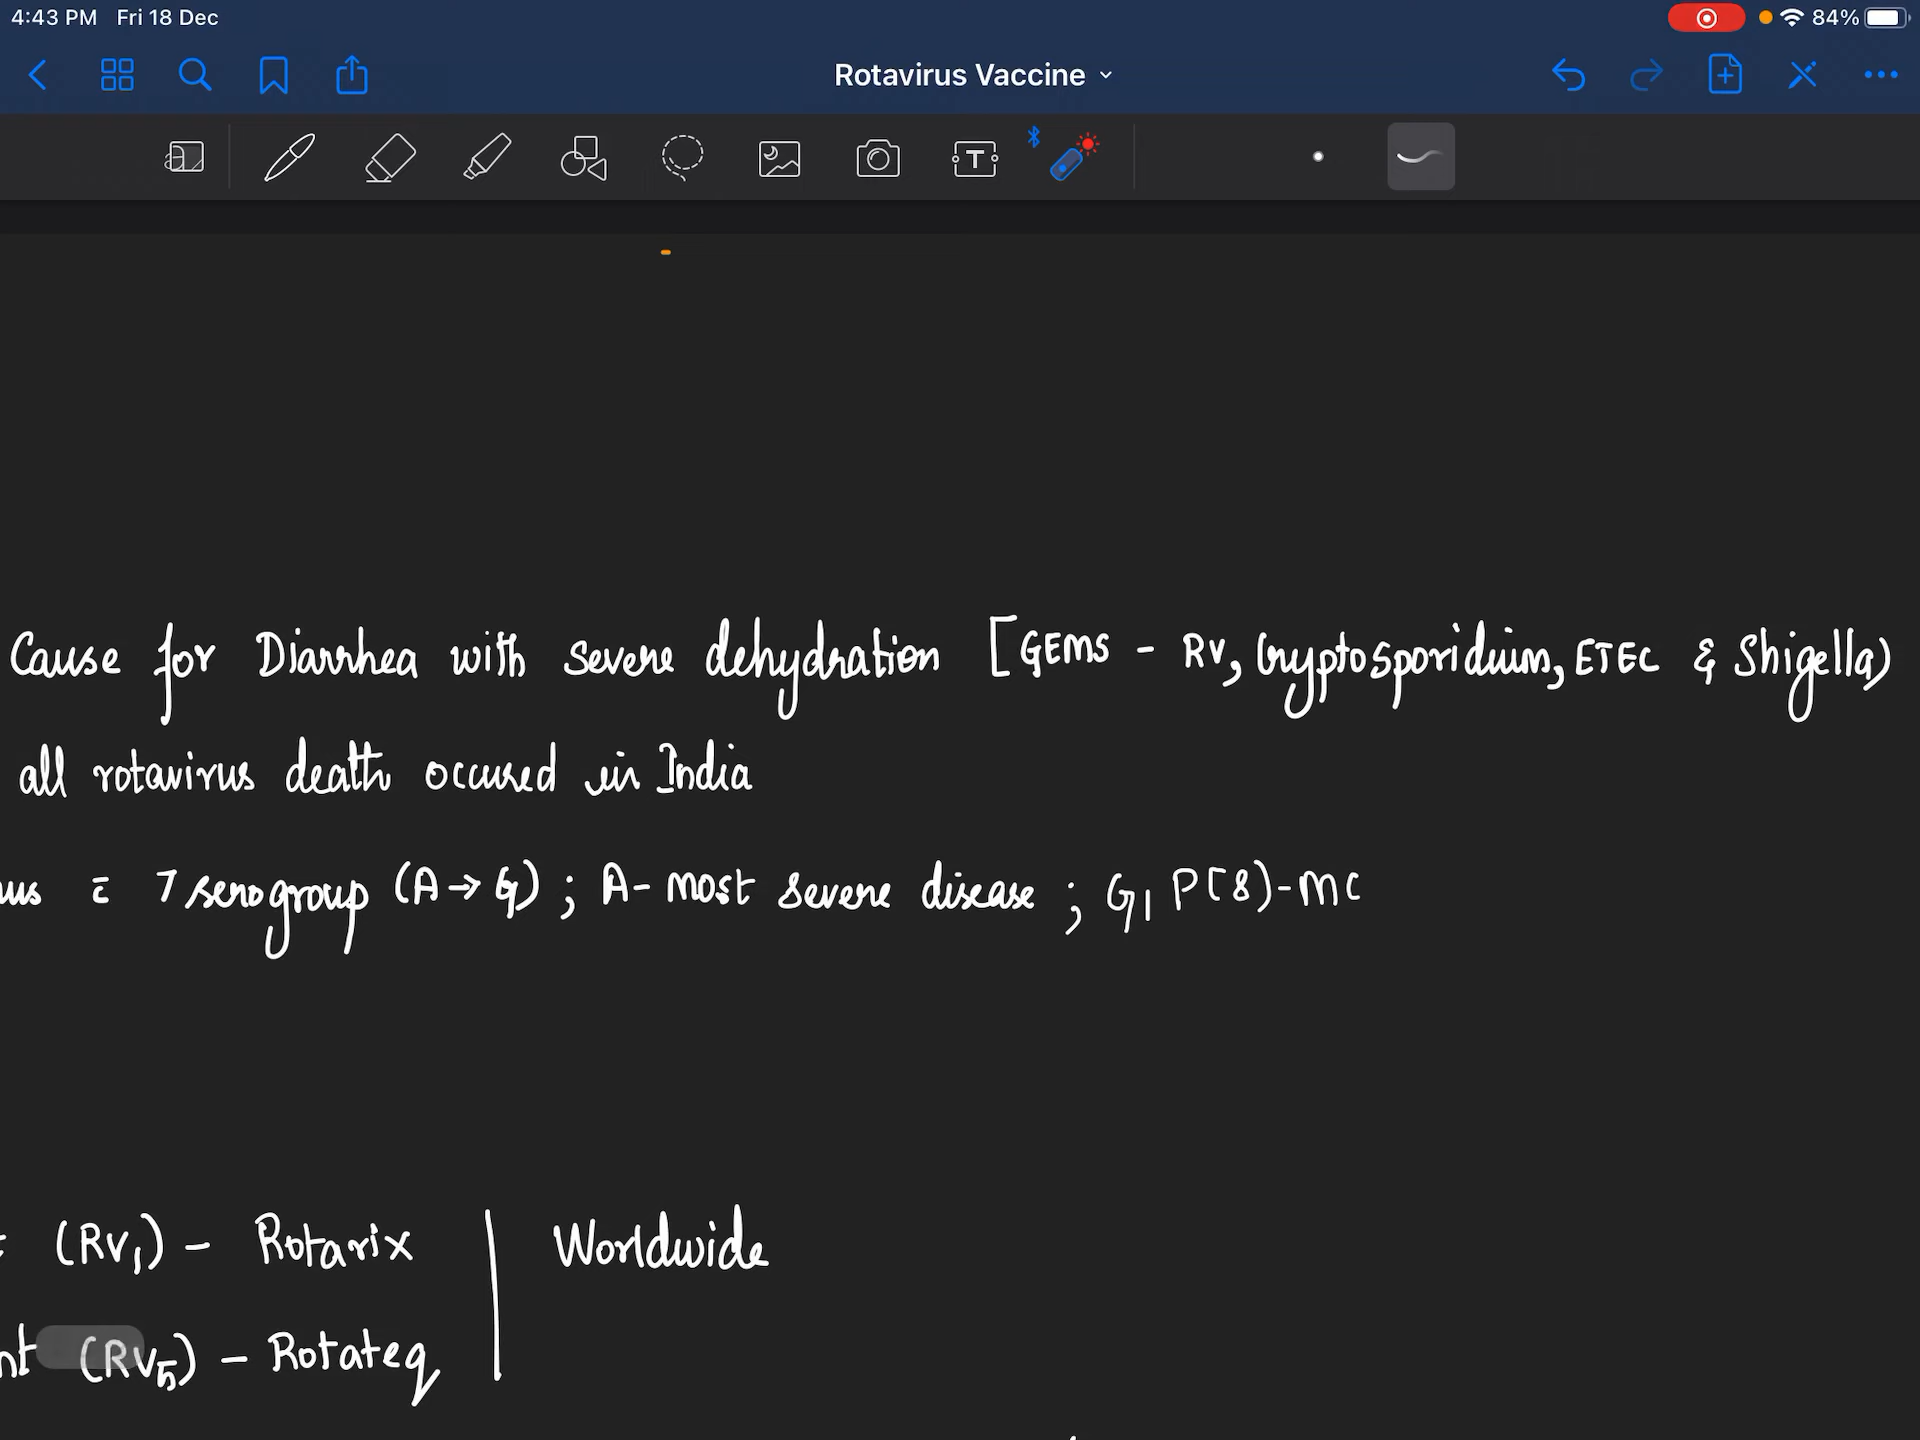 4:43 PM Fri 18 Dec
84%
Rotavirus Vaccine
Cause for Diarrhea with severe dehydration [GEMS - RV, Cryptosporidium, ETEC & Shigella)
all rotavirus death occured in India
us c̄ 7 serogroup (A → G) ; A- most severe disease ; G1 P[8)-MC
(RV1) - Rotarix | Worldwide
nt (RV5) - Rotateq